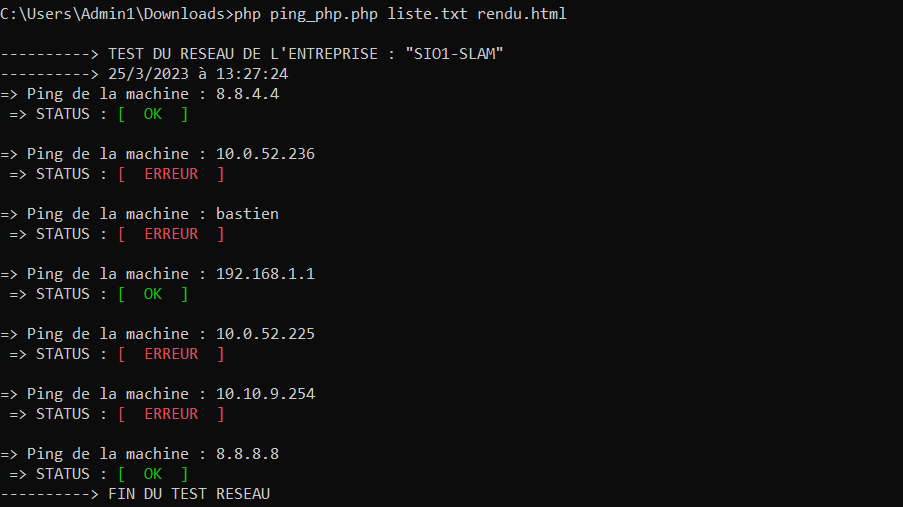 C:\Users\Admin1\Downloads>php ping_php.php liste.txt rendu.html
----------> TEST DU RESEAU DE L'ENTREPRISE : "SIO1-SLAM"
----------> 25/3/2023 à 13:27:24
=> Ping de la machine : 8.8.4.4
 => STATUS : [  OK  ]
=> Ping de la machine : 10.0.52.236
 => STATUS : [  ERREUR  ]
=> Ping de la machine : bastien
 => STATUS : [  ERREUR  ]
=> Ping de la machine : 192.168.1.1
 => STATUS : [  OK  ]
=> Ping de la machine : 10.0.52.225
 => STATUS : [  ERREUR  ]
=> Ping de la machine : 10.10.9.254
 => STATUS : [  ERREUR  ]
=> Ping de la machine : 8.8.8.8
 => STATUS : [  OK  ]
----------> FIN DU TEST RESEAU